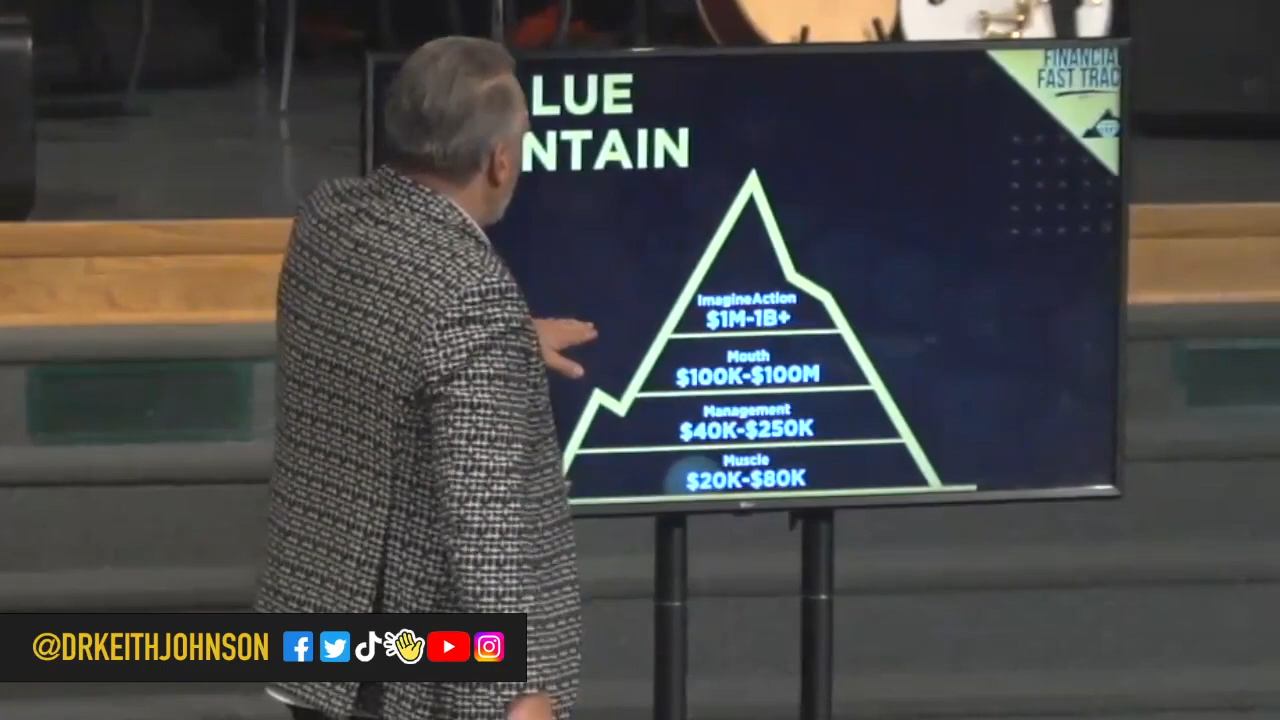 LUE
NTAIN
FINANCIAL
FAST TRAC
ImagineAction
$1M-1B+
Mouth
$100K-$100M
Management
$40K-$250K
Muscle
$20K-$80K
@DRKEITHJOHNSON